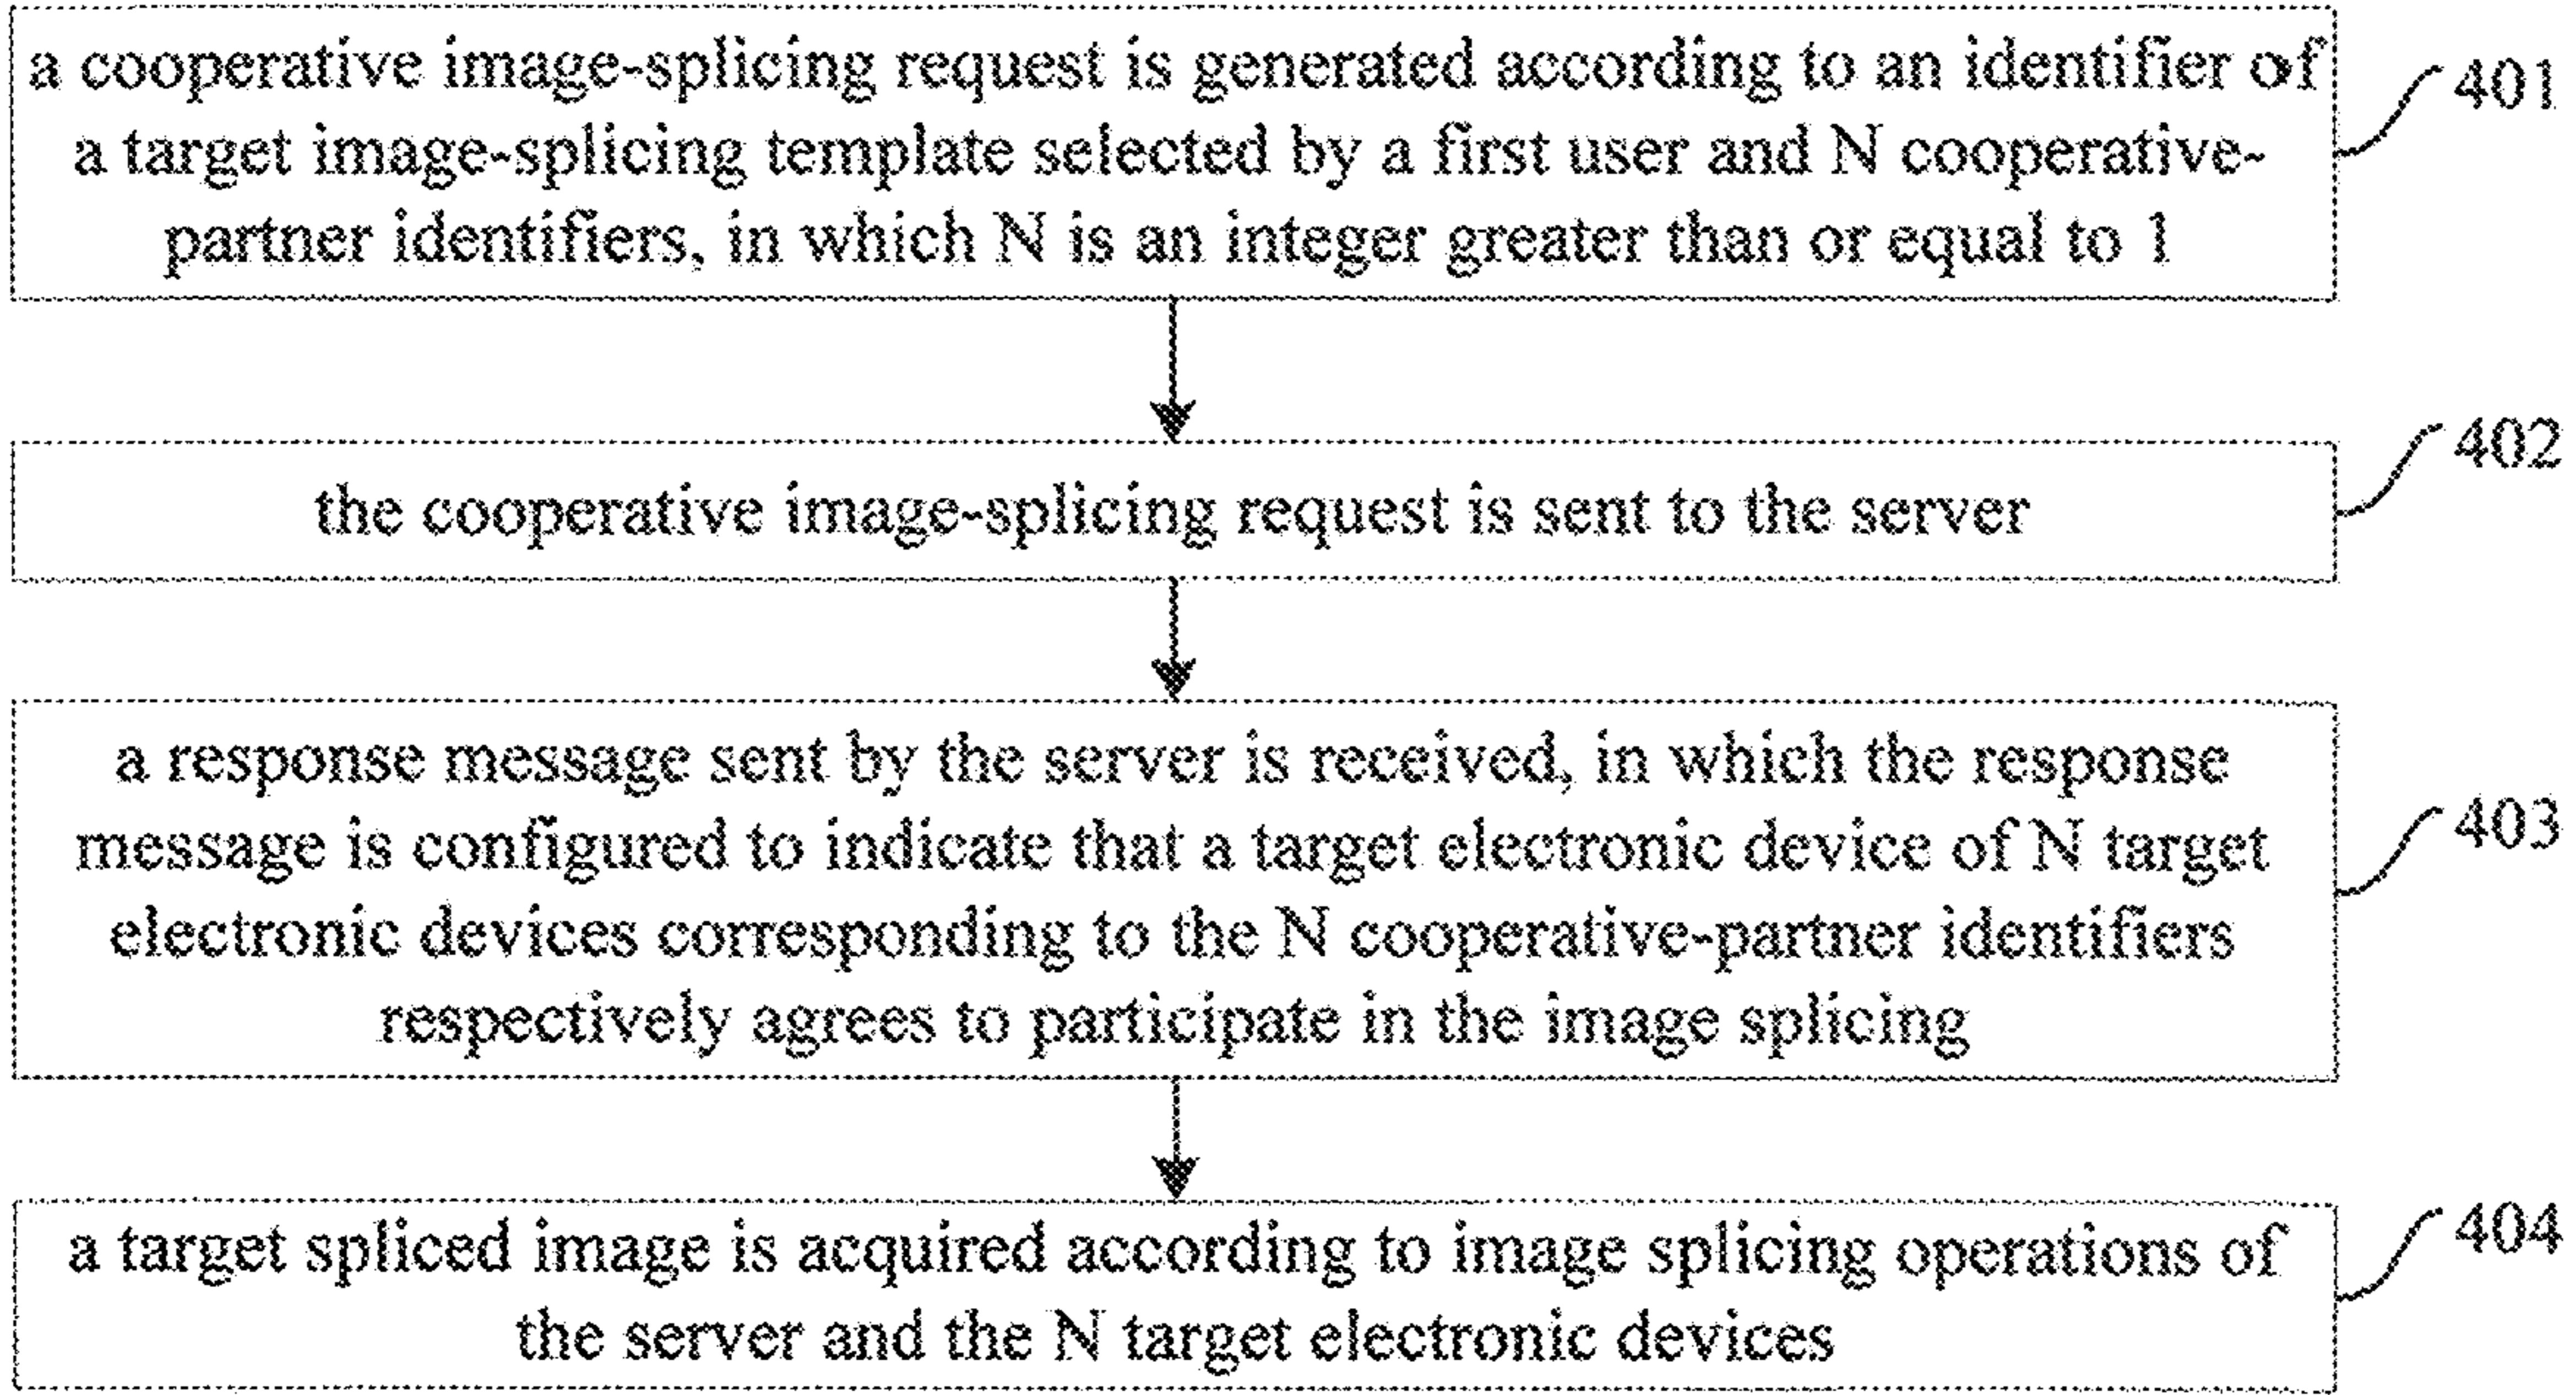 a cooperative image-splicing request is generated according to an identifier of
a target image-splicing template selected by a first user and N cooperative-
partner identifiers, in which N is an integer greater than or equal to 1
401
the cooperative image-splicing request is sent to the server
402
a response message sent by the server is received, in which the response
message is configured to indicate that a target electronic device of N target
electronic devices corresponding to the N cooperative-partner identifiers
respectively agrees to participate in the image splicing
403
a target spliced image is acquired according to image splicing operations of
the server and the N target electronic devices
404